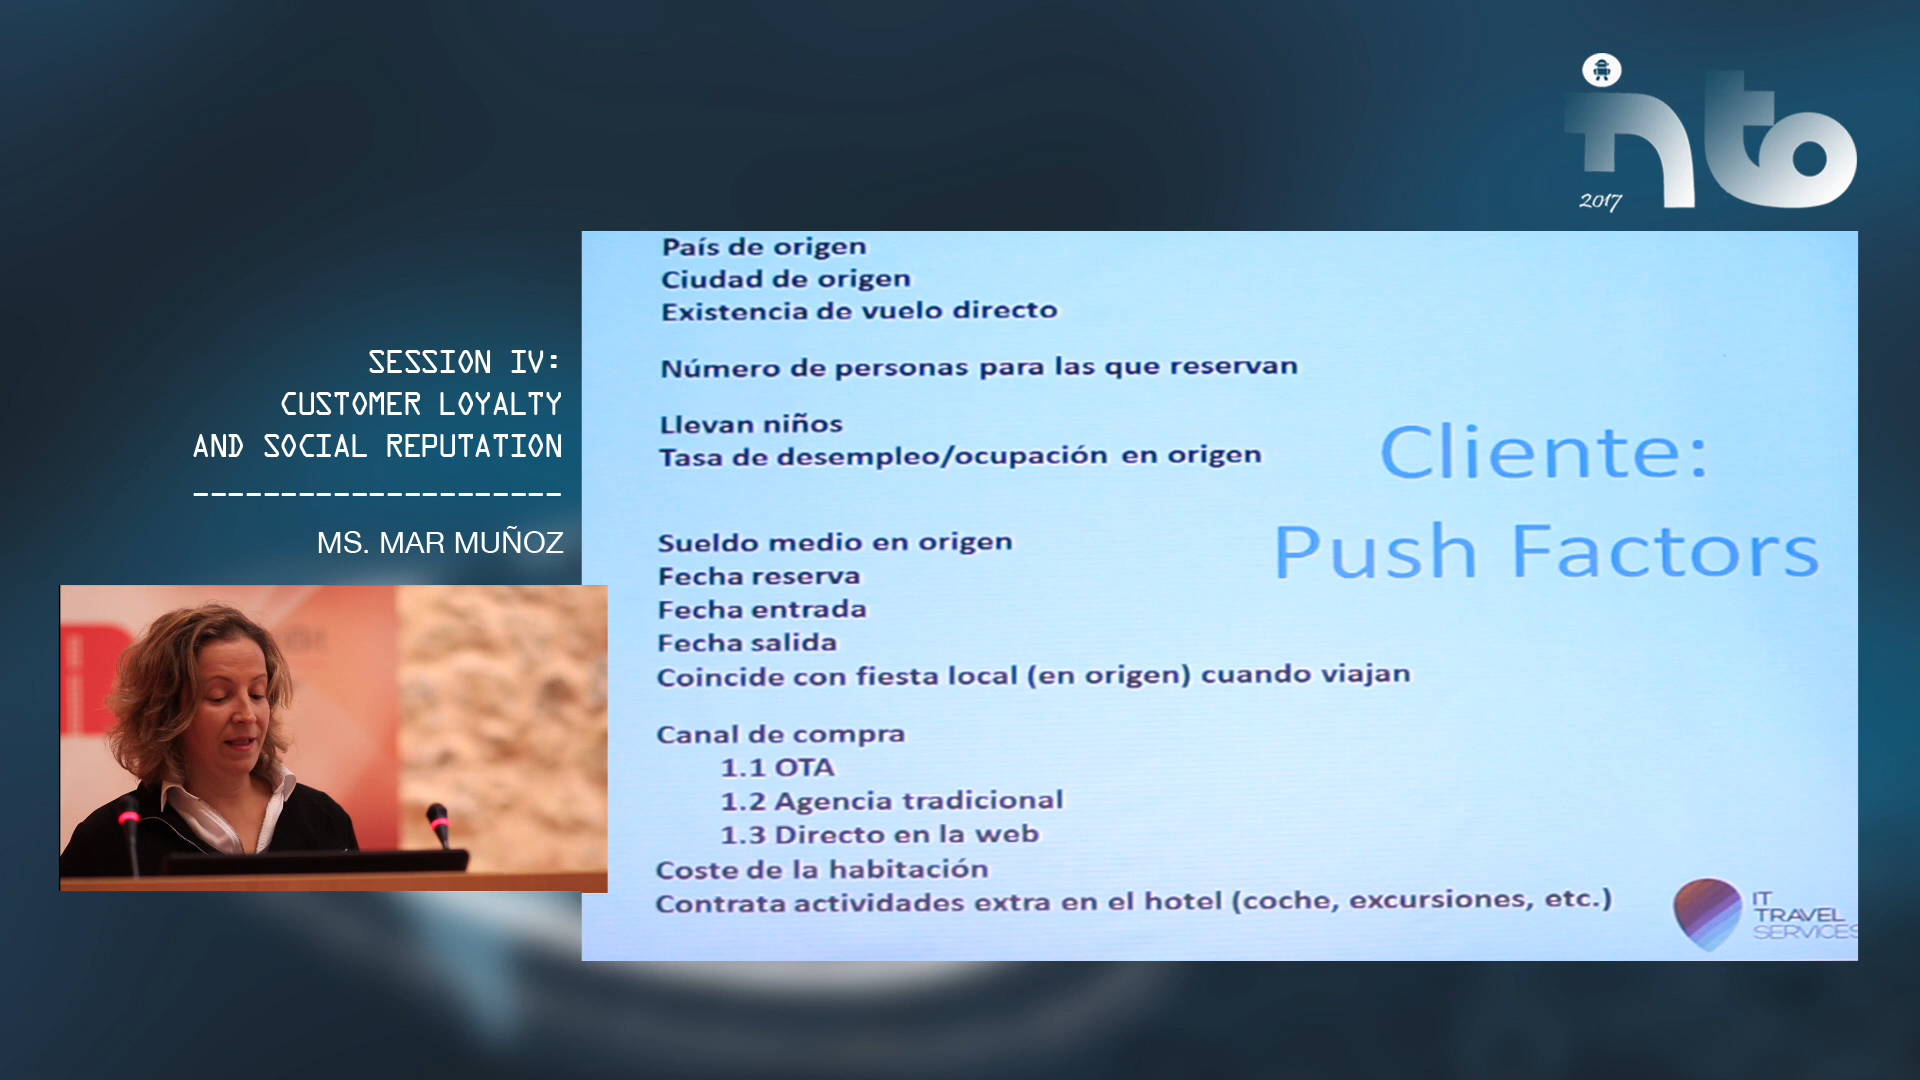 into
2017
SESSION IV:
CUSTOMER LOYALTY
AND SOCIAL REPUTATION
---------------------
MS. MAR MUÑOZ
País de origen
Ciudad de origen
Existencia de vuelo directo
Número de personas para las que reservan
Llevan niños
Tasa de desempleo/ocupación en origen
Sueldo medio en origen
Fecha reserva
Fecha entrada
Fecha salida
Coincide con fiesta local (en origen) cuando viajan
Canal de compra
1.1 OTA
1.2 Agencia tradicional
1.3 Directo en la web
Coste de la habitación
Contrata actividades extra en el hotel (coche, excursiones, etc.)
Cliente:
Push Factors
IT
TRAVEL
SERVICES